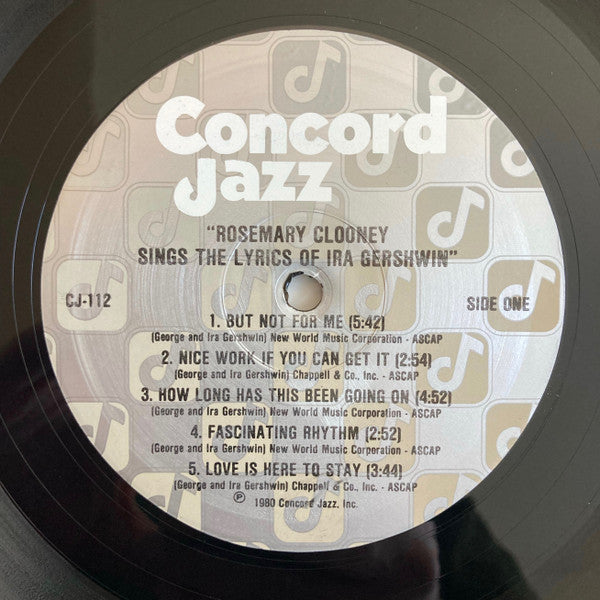 Concord
Jazz
"ROSEMARY CLOONEY
SINGS THE LYRICS OF IRA GERSHWIN"
CJ-112
SIDE ONE
1. BUT NOT FOR ME (5:42)
(George and Ira Gershwin) New World Music Corporation - ASCAP
2. NICE WORK IF YOU CAN GET IT (2:54)
(George and Ira Gershwin) Chappell & Co., Inc. - ASCAP
3. HOW LONG HAS THIS BEEN GOING ON (4:52)
(George and Ira Gershwin) New World Music Corporation - ASCAP
4. FASCINATING RHYTHM (2:52)
(George and Ira Gershwin) New World Music Corporation - ASCAP
5. LOVE IS HERE TO STAY (3:44)
(George and Ira Gershwin) Chappell & Co., Inc. - ASCAP
℗ 1980 Concord Jazz, Inc.